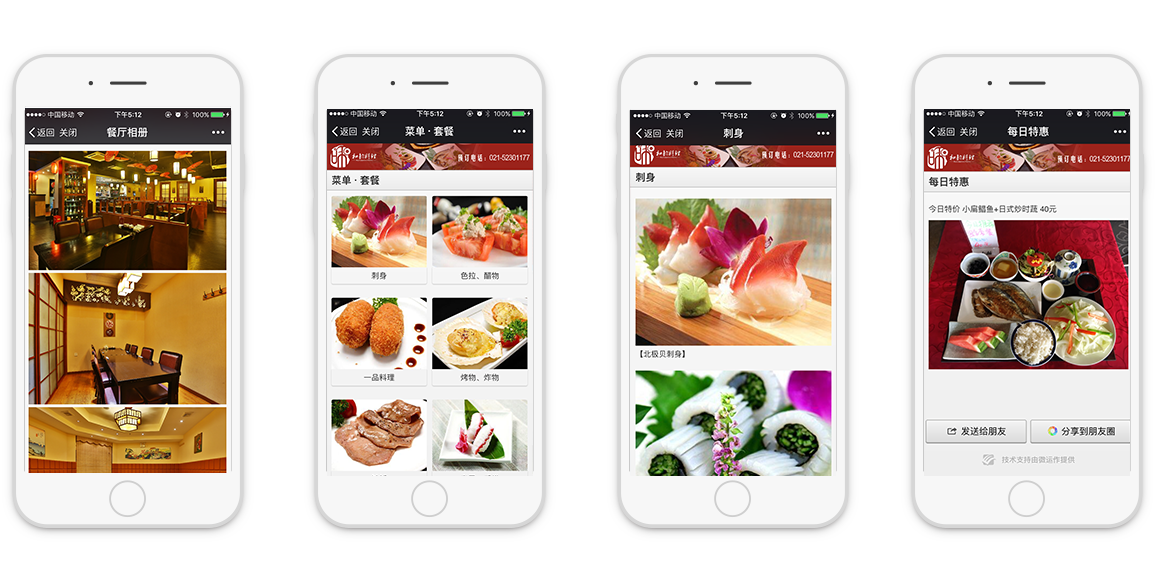 中国移动 下午5:12 100%
返回 关闭 餐厅相册
中国移动 下午5:12 100%
返回 关闭 菜单·套餐
预订电话：021-52301177
菜单·套餐
刺身
色拉、醋物
一品料理
烤物、炸物
中国移动 下午5:12 100%
返回 关闭 刺身
预订电话：021-52301177
刺身
【北极贝刺身】
中国移动 下午5:12 100%
返回 关闭 每日特惠
预订电话：021-52301177
每日特惠
今日特价 小扁鲳鱼+日式炒时蔬 40元
发送给朋友
分享到朋友圈
技术支持由微运作提供